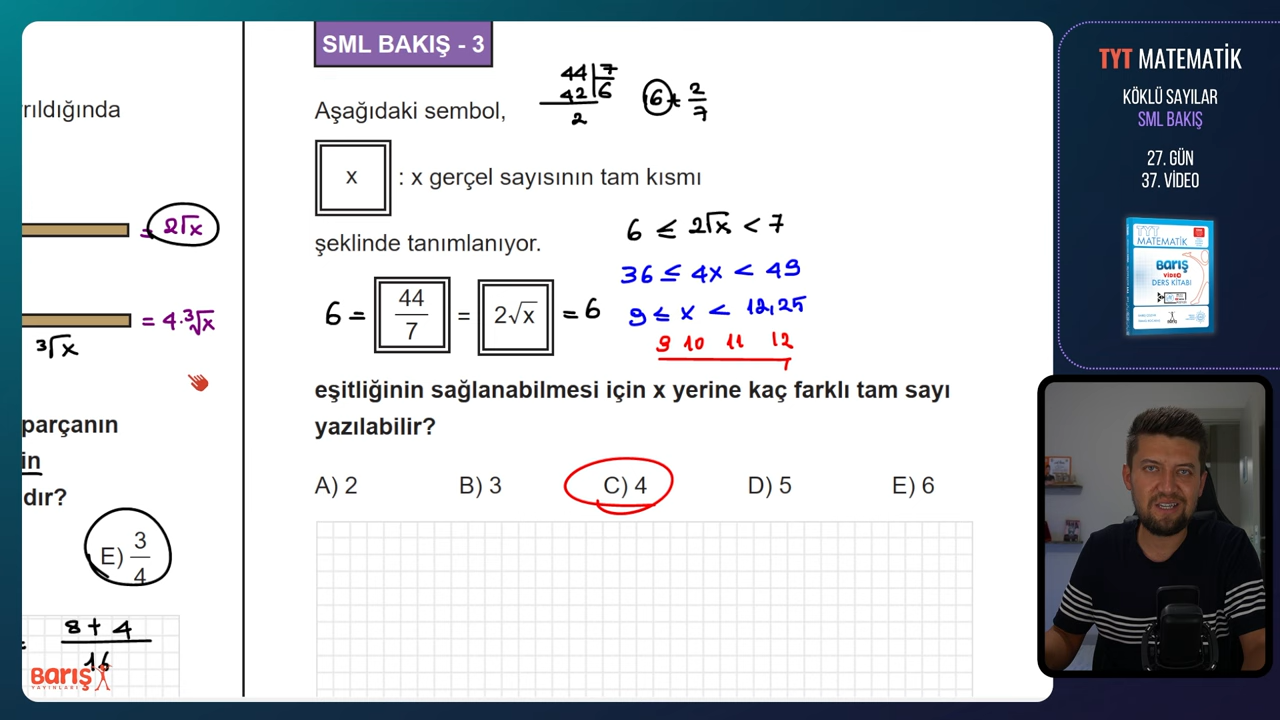 rıldığında
= 2√x
= 4·³√x
³√x
parçanın
in
dır?
E) 3/4
8 + 4
16
BARIŞ
YAYINLARI
SML BAKIŞ - 3
44 | 7
42 6
2
6 + 2/7
Aşağıdaki sembol,
x : x gerçel sayısının tam kısmı
şeklinde tanımlanıyor.
6 = 44/7 = 2√x = 6
6 ≤ 2√x < 7
36 ≤ 4x < 49
9 ≤ x < 12,25
9 10 11 12
eşitliğinin sağlanabilmesi için x yerine kaç farklı tam sayı
yazılabilir?
A) 2 B) 3 C) 4 D) 5 E) 6
TYT MATEMATİK
KÖKLÜ SAYILAR
SML BAKIŞ
27. GÜN
37. VİDEO
TYT
MATEMATİK
BARIŞ
VİDEO
DERS KİTABI